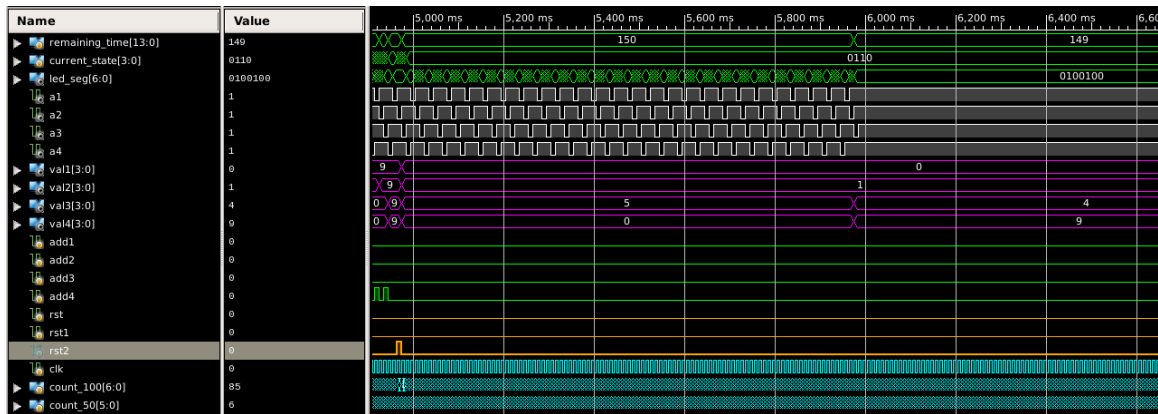 Name Value 5,000 ms 5,200 ms 5,400 ms 5,600 ms 5,800 ms 6,000 ms 6,200 ms 6,400 ms 6,60
remaining_time[13:0] 149 150 149
current_state[3:0] 0110 0110
led_seg[6:0] 0100100 0100100
a1 1
a2 1
a3 1
a4 1
val1[3:0] 0 9 0
val2[3:0] 1 9 1
val3[3:0] 4 0 9 5 4
val4[3:0] 9 0 9 0 9
add1 0
add2 0
add3 0
add4 0
rst 0
rst1 0
rst2 0
clk 0
count_100[6:0] 85
count_50[5:0] 6